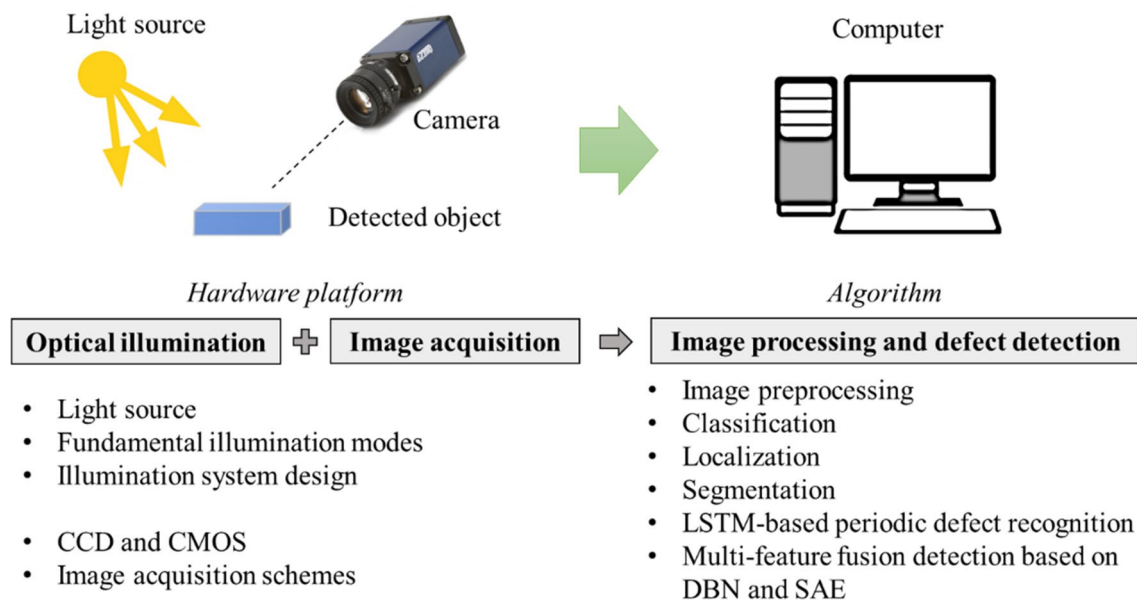 Light source
Computer
Camera
Detected object
Hardware platform
Algorithm
Optical illumination
Image acquisition
Image processing and defect detection
• Light source
• Fundamental illumination modes
• Illumination system design
• CCD and CMOS
• Image acquisition schemes
• Image preprocessing
• Classification
• Localization
• Segmentation
• LSTM-based periodic defect recognition
• Multi-feature fusion detection based on
DBN and SAE